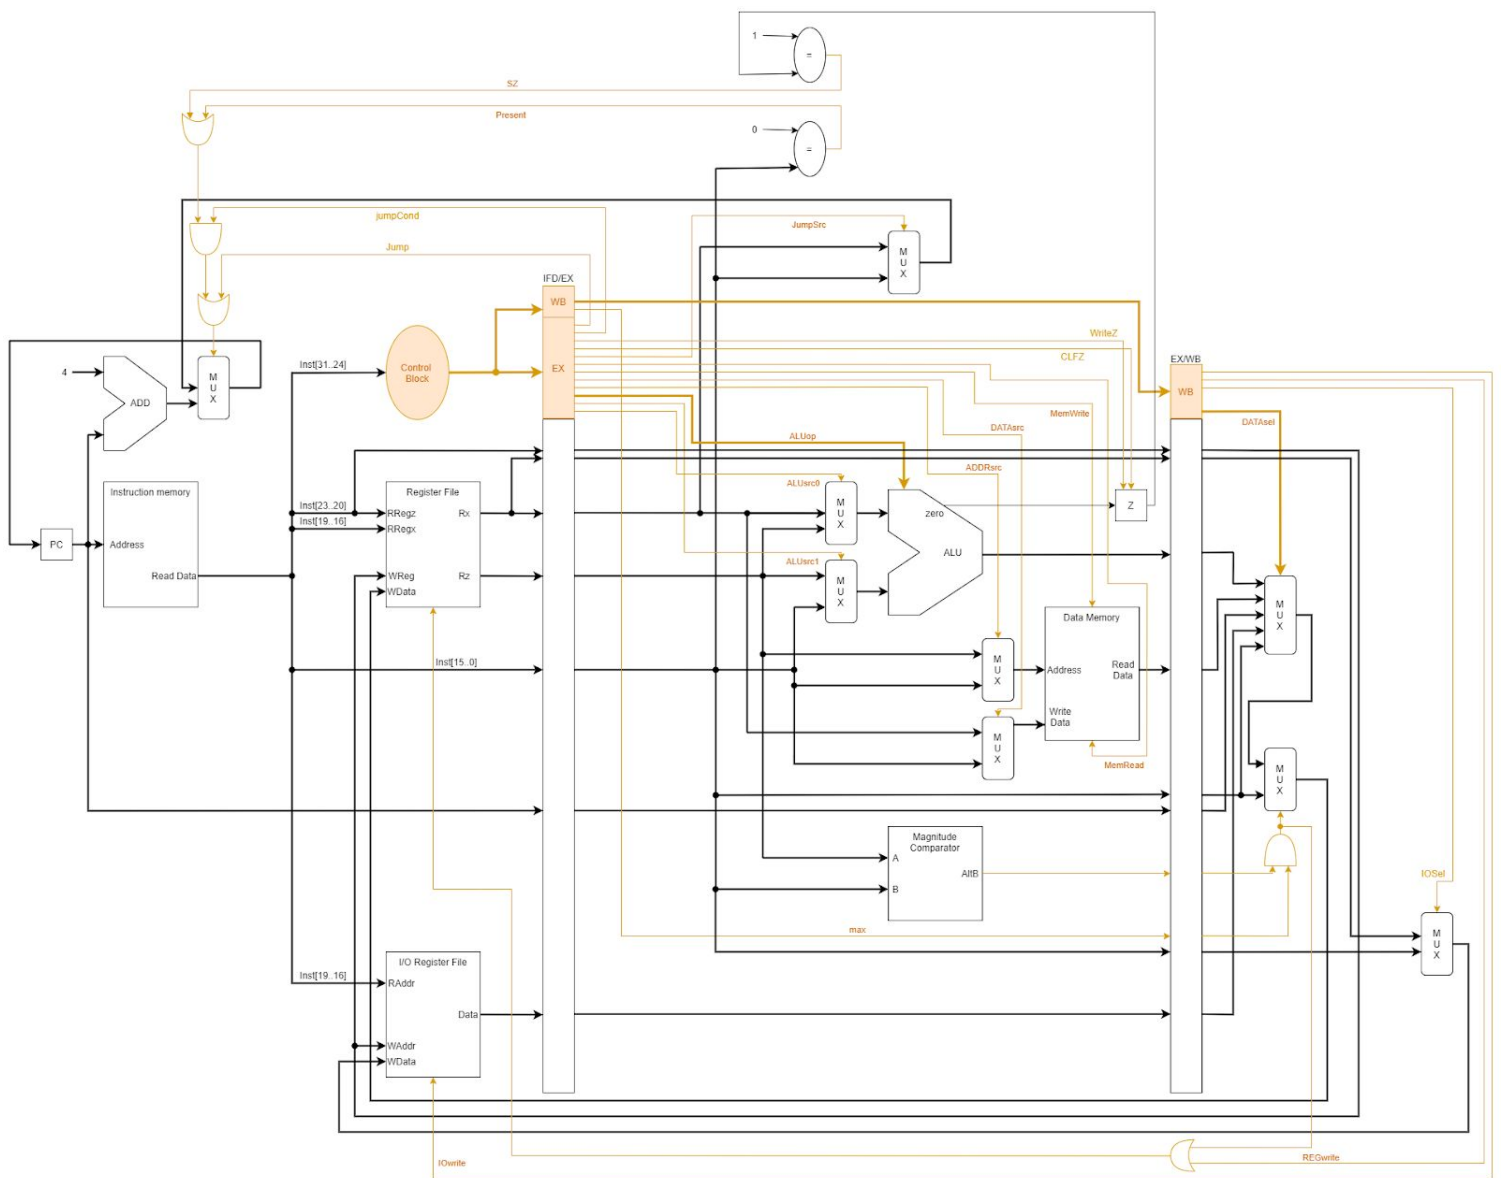 1
=
SZ
Present
0
=
jumpCond
JumpSrc
Jump
M
U
X
IFD/EX
WB
WriteZ
CLFZ
EX/WB
Inst[31..24]
Control
Block
EX
4
ADD
M
U
X
WB
MemWrite
DATAsrc
DATAsel
ALUop
ADDRsrc
Instruction memory
Register File
ALUsrc0
M
U
X
Inst[23..20]
RRegz
Rx
zero
Z
Inst[19..16]
RRegx
PC
Address
ALU
ALUsrc1
Read Data
WReg
Rz
WData
M
U
X
M
U
X
Data Memory
Inst[15..0]
M
U
X
Address
Read
Data
Write
Data
M
U
X
MemRead
M
U
X
Magnitude
Comparator
A
AltB
B
IOSel
max
M
U
X
I/O Register File
Inst[19..16]
RAddr
Data
WAddr
WData
IOwrite
REGwrite